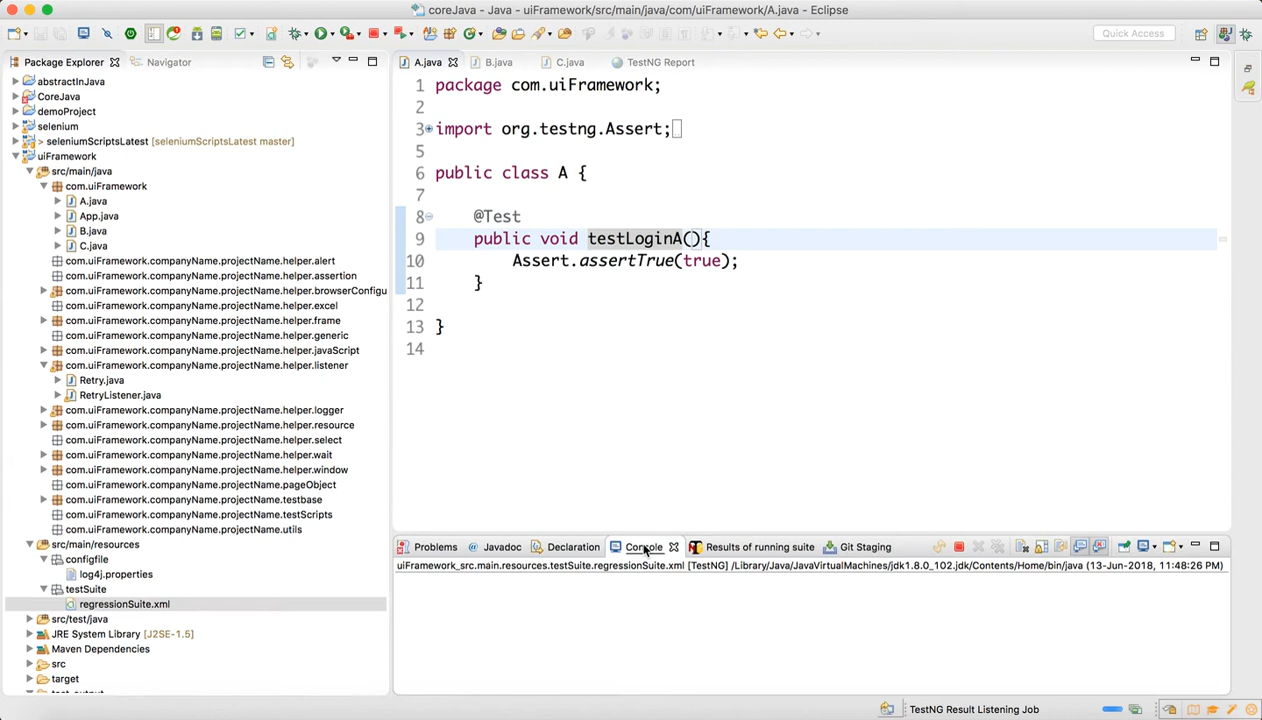 coreJava - Java - uiFramework/src/main/java/com/uiFramework/A.java - Eclipse
Quick Access
Package Explorer
Navigator
abstractInJava
CoreJava
demoProject
selenium
> seleniumScriptsLatest [seleniumScriptsLatest master]
uiFramework
src/main/java
com.uiFramework
A.java
App.java
B.java
C.java
com.uiFramework.companyName.projectName.helper.alert
com.uiFramework.companyName.projectName.helper.assertion
com.uiFramework.companyName.projectName.helper.browserConfigu
com.uiFramework.companyName.projectName.helper.excel
com.uiFramework.companyName.projectName.helper.frame
com.uiFramework.companyName.projectName.helper.generic
com.uiFramework.companyName.projectName.helper.javaScript
com.uiFramework.companyName.projectName.helper.listener
Retry.java
RetryListener.java
com.uiFramework.companyName.projectName.helper.logger
com.uiFramework.companyName.projectName.helper.resource
com.uiFramework.companyName.projectName.helper.select
com.uiFramework.companyName.projectName.helper.wait
com.uiFramework.companyName.projectName.helper.window
com.uiFramework.companyName.projectName.pageObject
com.uiFramework.companyName.projectName.testbase
com.uiFramework.companyName.projectName.testScripts
com.uiFramework.companyName.projectName.utils
src/main/resources
configfile
log4j.properties
testSuite
regressionSuite.xml
src/test/java
JRE System Library [J2SE-1.5]
Maven Dependencies
src
target
A.java B.java C.java TestNG Report
1 package com.uiFramework;
2
3 import org.testng.Assert;
5
6 public class A {
7
8 @Test
9 public void testLoginA(){
10 Assert.assertTrue(true);
11 }
12
13 }
14
Problems Javadoc Declaration Console Results of running suite Git Staging
uiFramework_src.main.resources.testSuite.regressionSuite.xml [TestNG] /Library/Java/JavaVirtualMachines/jdk1.8.0_102.jdk/Contents/Home/bin/java (13-Jun-2018, 11:48:26 PM)
TestNG Result Listening Job